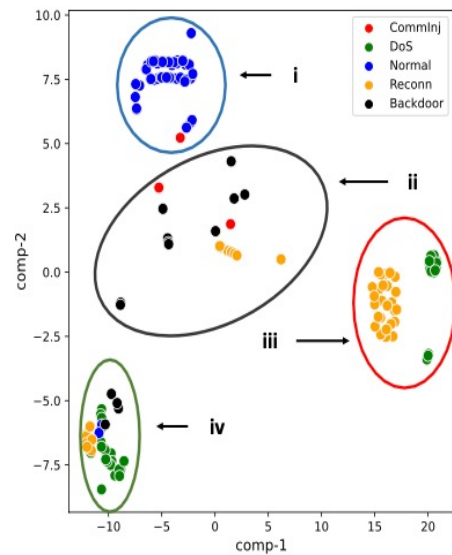 10.0
7.5
5.0
2.5
0.0
−2.5
−5.0
−7.5
comp-2
CommInj
DoS
Normal
Reconn
Backdoor
i
ii
iii
iv
−10 −5 0 5 10 15 20
comp-1